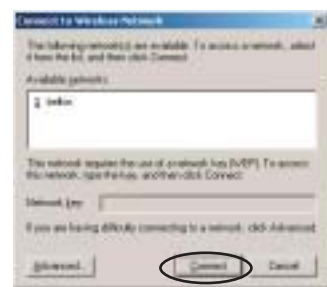 Connect to Wireless Network
The following network(s) are available. To access a network, select
it from the list, and then click Connect.
Available networks:
belkin
This network requires the use of a network key (WEP). To access
this network, type the key, and then click Connect.
Network key:
If you are having difficulty connecting to a network, click Advanced.
Advanced...
Connect
Cancel